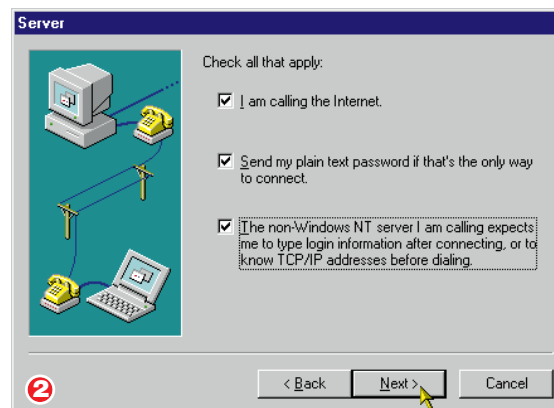 Server
Check all that apply:
I am calling the Internet.
Send my plain text password if that's the only way
to connect.
The non-Windows NT server I am calling expects
me to type login information after connecting, or to
know TCP/IP addresses before dialing.
2
< Back
Next >
Cancel